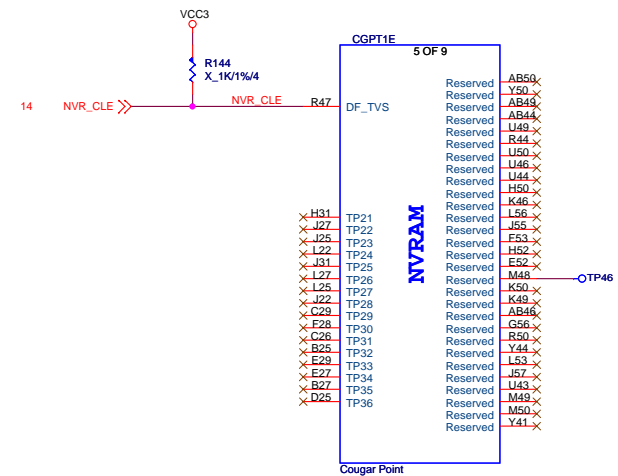 VCC3
R144
X_1K/1%/4
14 NVR_CLE NVR_CLE R47 DF_TVS
CGPT1E
5 OF 9
NVRAM
H31 TP21
J27 TP22
J25 TP23
L22 TP24
J31 TP25
L27 TP26
L25 TP27
J22 TP28
C29 TP29
F28 TP30
C26 TP31
B25 TP32
E29 TP33
E27 TP34
B27 TP35
D25 TP36
Reserved AB50
Reserved Y50
Reserved AB49
Reserved AB44
Reserved U49
Reserved R44
Reserved U50
Reserved U46
Reserved U44
Reserved H50
Reserved K46
Reserved L56
Reserved J55
Reserved F53
Reserved H52
Reserved E52
Reserved M48 TP46
Reserved K50
Reserved K49
Reserved AB46
Reserved G56
Reserved R50
Reserved Y44
Reserved L53
Reserved J57
Reserved U43
Reserved M49
Reserved M50
Reserved Y41
Cougar Point